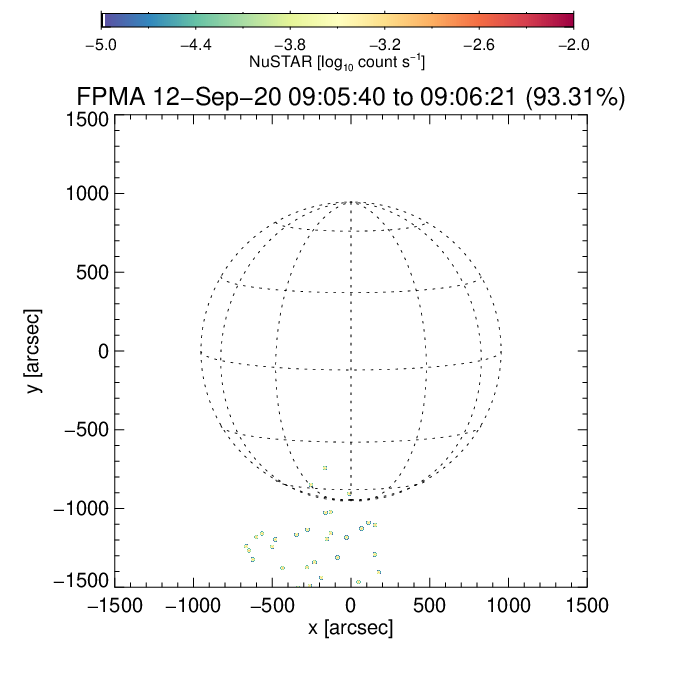 −5.0 −4.4 −3.8 −3.2 −2.6 −2.0
NuSTAR [log10 count s−1]
FPMA 12−Sep−20 09:05:40 to 09:06:21 (93.31%)
1500
1000
500
0
−500
−1000
−1500
y [arcsec]
−1500 −1000 −500 0 500 1000 1500
x [arcsec]